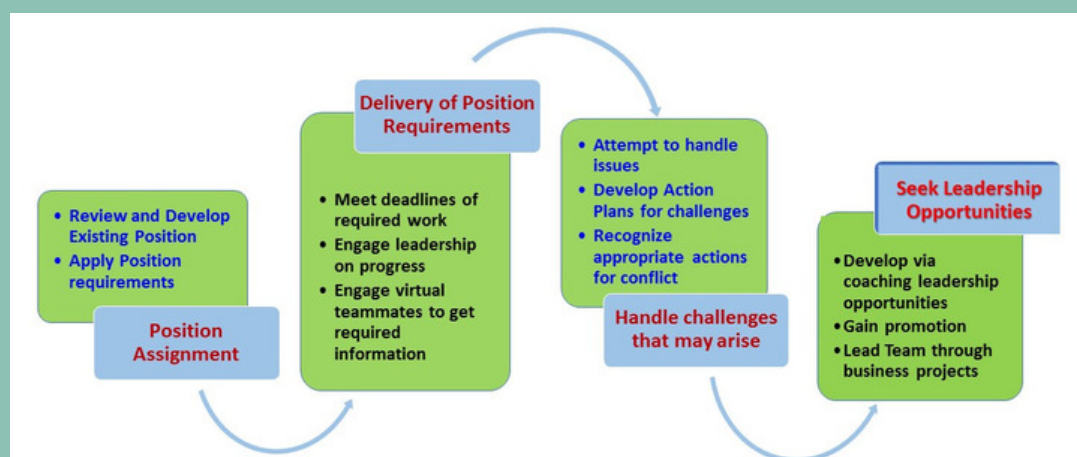 • Review and Develop
Existing Position
• Apply Position
requirements
Position
Assignment
Delivery of Position
Requirements
• Meet deadlines of
required work
• Engage leadership
on progress
• Engage virtual
teammates to get
required
information
• Attempt to handle
issues
• Develop Action
Plans for challenges
• Recognize
appropriate actions
for conflict
Handle challenges
that may arise
Seek Leadership
Opportunities
•Develop via
coaching leadership
opportunities
•Gain promotion
•Lead Team through
business projects